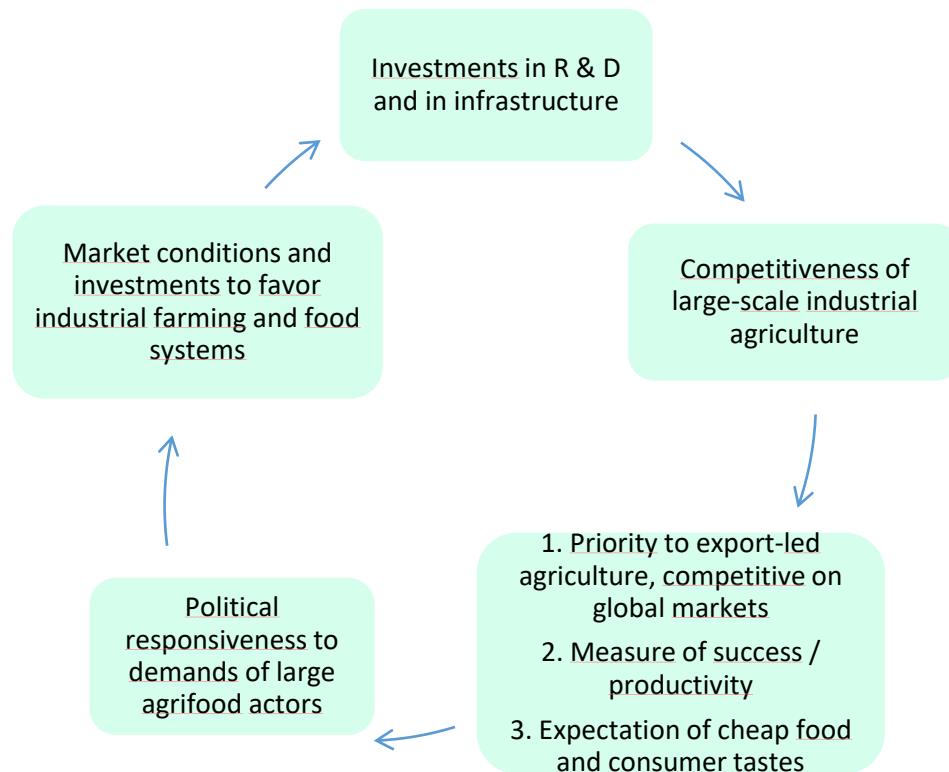 Investments in R & D
and in infrastructure
Competitiveness of
large-scale industrial
agriculture
1. Priority to export-led
agriculture, competitive on
global markets
2. Measure of success /
productivity
3. Expectation of cheap food
and consumer tastes
Political
responsiveness to
demands of large
agrifood actors
Market conditions and
investments to favor
industrial farming and food
systems